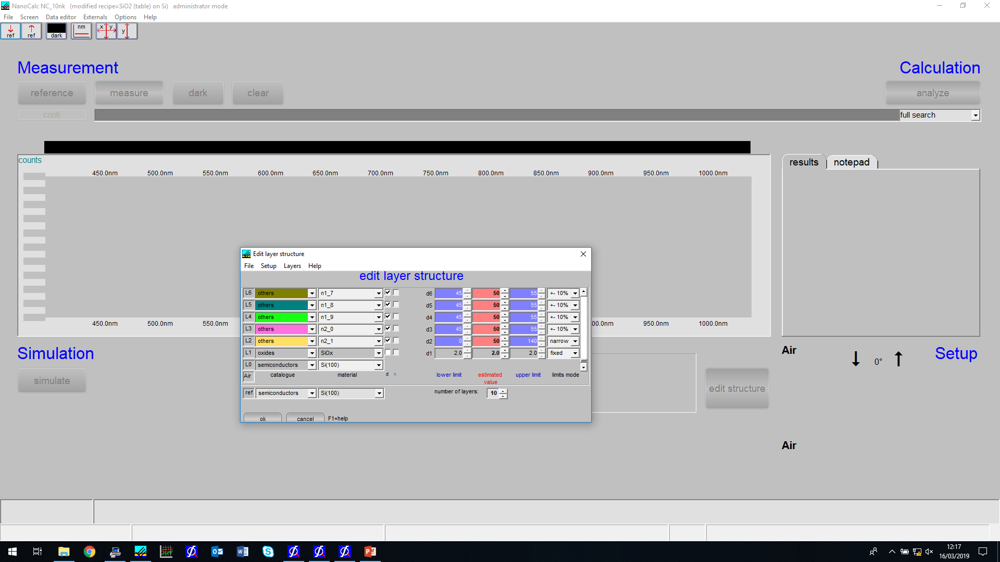 NanoCalc NC_10nk (modified recipe=SiO2 (table) on Si) administrator mode
File Screen Data editor Externals Options Help
ref ref dark nm x y y
Measurement
Calculation
reference measure dark clear
analyze
conti
full search
counts
results notepad
450.0nm 500.0nm 550.0nm 600.0nm 650.0nm 700.0nm 750.0nm 800.0nm 850.0nm 900.0nm 950.0nm 1000.0nm
Edit layer structure
File Setup Layers Help
edit layer structure
L6 others n1_7 d6 45 50 55 +- 10%
L5 others n1_8 d5 45 50 55 +- 10%
L4 others n1_9 d4 45 50 55 +- 10%
L3 others n2_0 d3 45 50 55 +- 10%
L2 others n2_1 d2 0 50 140 narrow
L1 oxides SiOx d1 2.0 2.0 2.0 fixed
L0 semiconductors Si(100)
Air catalogue material d n lower limit estimated value upper limit limits mode
ref semiconductors Si(100) number of layers: 10
ok cancel F1=help
450.0nm 500.0nm 550.0nm 00.0nm 950.0nm 1000.0nm
Simulation
Air
Setup
0°
simulate
edit structure
Air
12:17
16/03/2019